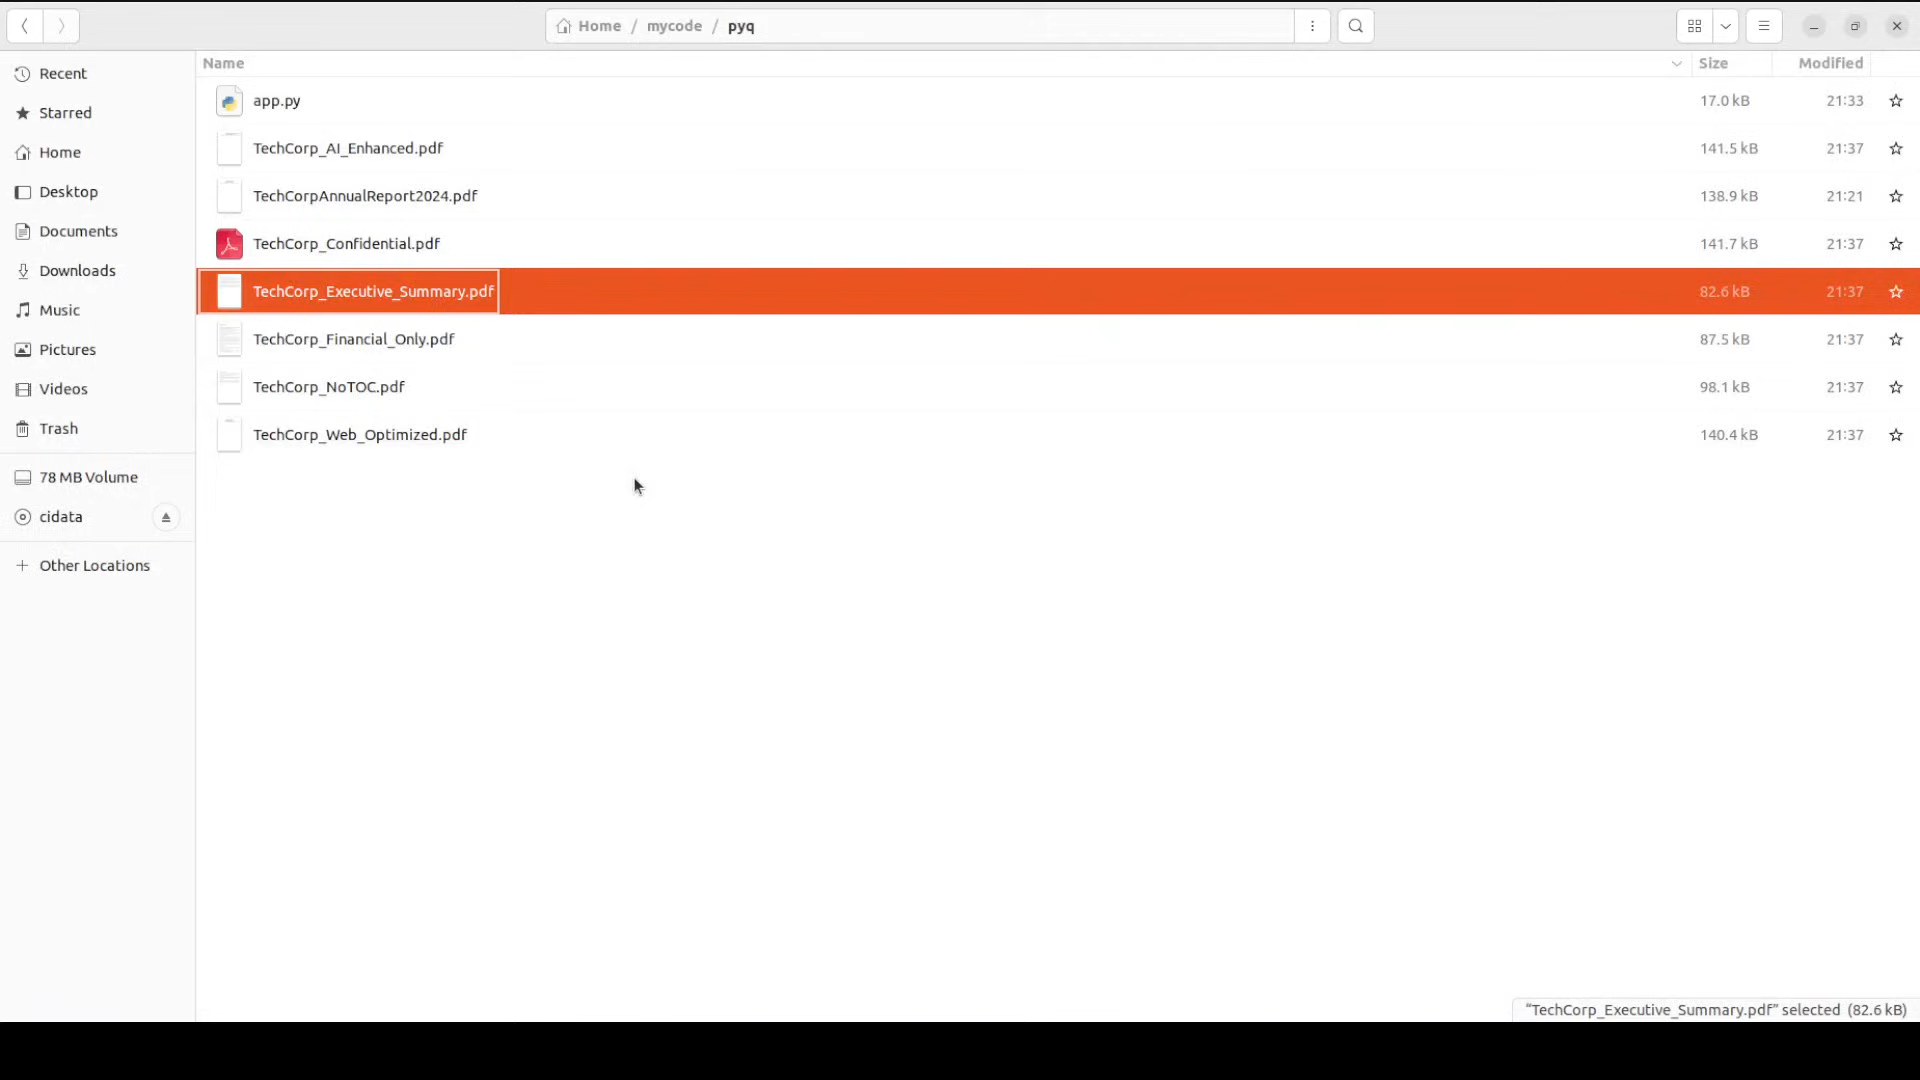 Home / mycode / pyq
Name Size Modified
Recent
Starred
Home
Desktop
Documents
Downloads
Music
Pictures
Videos
Trash
78 MB Volume
cidata
Other Locations
app.py 17.0 kB 21:33
TechCorp_AI_Enhanced.pdf 141.5 kB 21:37
TechCorpAnnualReport2024.pdf 138.9 kB 21:21
TechCorp_Confidential.pdf 141.7 kB 21:37
TechCorp_Executive_Summary.pdf 82.6 kB 21:37
TechCorp_Financial_Only.pdf 87.5 kB 21:37
TechCorp_NoTOC.pdf 98.1 kB 21:37
TechCorp_Web_Optimized.pdf 140.4 kB 21:37
"TechCorp_Executive_Summary.pdf" selected (82.6 kB)